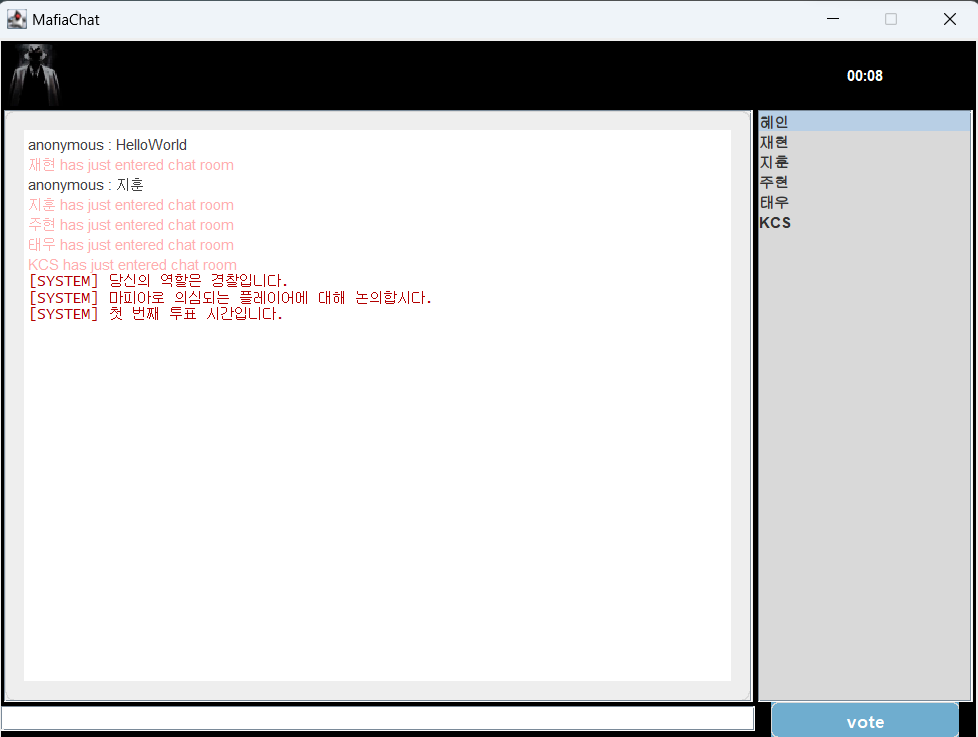 MafiaChat
00:08
anonymous : HelloWorld
재현 has just entered chat room
anonymous : 지훈
지훈 has just entered chat room
주현 has just entered chat room
태우 has just entered chat room
KCS has just entered chat room
[SYSTEM] 당신의 역할은 경찰입니다.
[SYSTEM] 마피아로 의심되는 플레이어에 대해 논의합시다.
[SYSTEM] 첫 번째 투표 시간입니다.
혜인
재현
지훈
주현
태우
KCS
vote